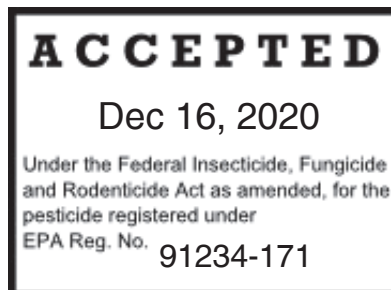 ACCEPTED
Dec 16, 2020
Under the Federal Insecticide, Fungicide
and Rodenticide Act as amended, for the
pesticide registered under
EPA Reg. No. 91234-171